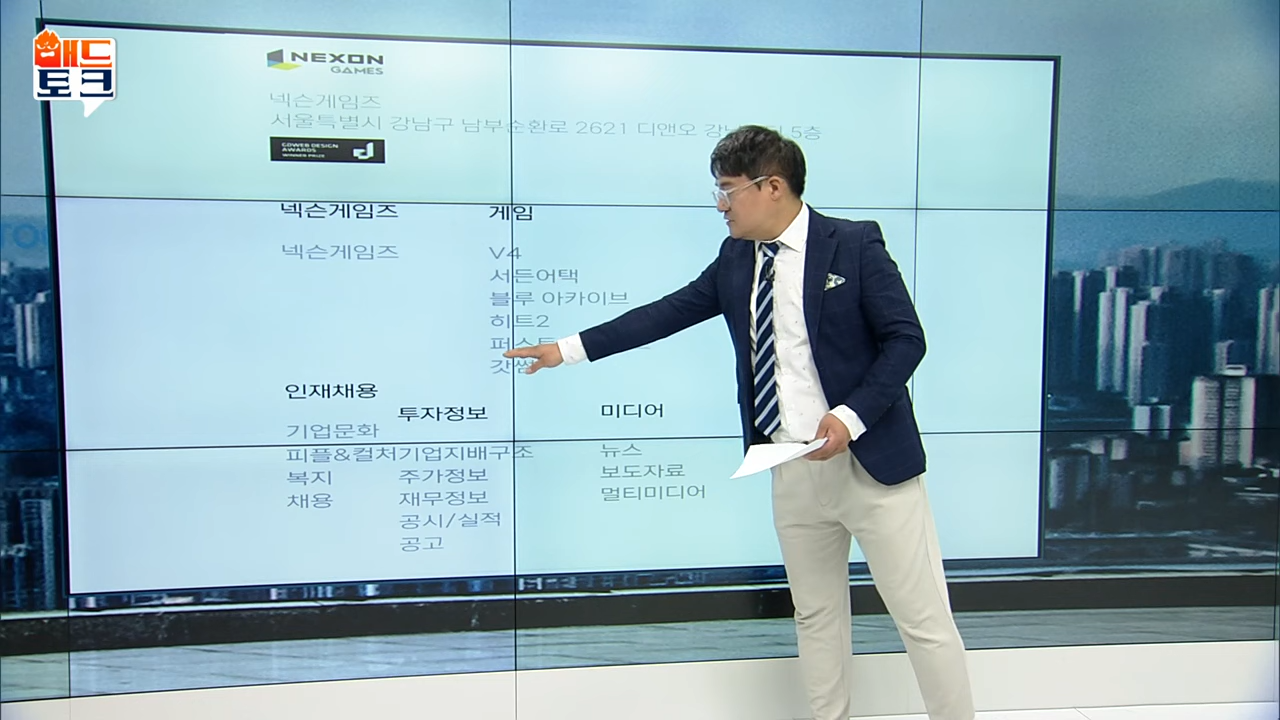 매드
토크
NEXON
GAMES
넥슨게임즈
서울특별시 강남구 남부순환로 2621 디앤오 5층
GDWEB DESIGN
AWARDS
WINNER PRIZE
넥슨게임즈 게임
넥슨게임즈 V4
서든어택
블루 아카이브
히트2
인재채용
투자정보 미디어
기업문화
피플&컬처 기업지배구조 뉴스
복지 주가정보 보도자료
채용 재무정보 멀티미디어
공시/실적
공고